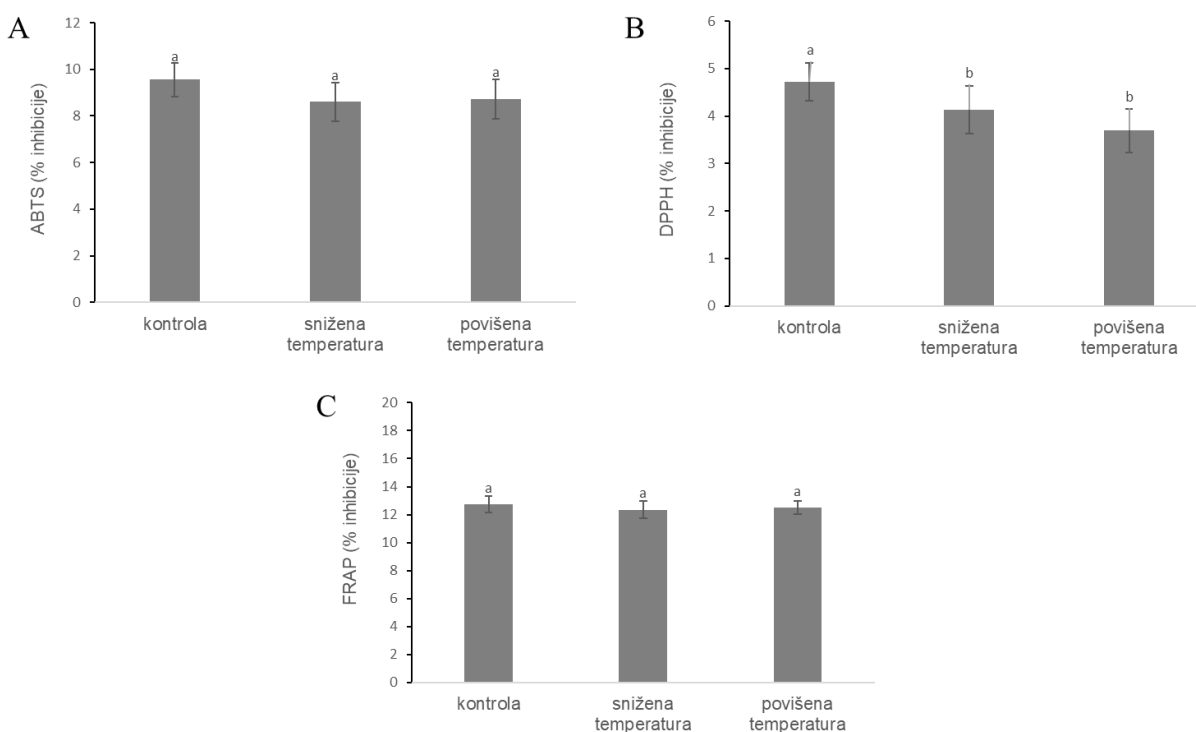 A
ABTS (% inhibicije)
12
10
8
6
4
2
0
a
a
a
kontrola
snižena
temperatura
povišena
temperatura
B
DPPH (% inhibicije)
6
5
4
3
2
1
0
a
b
b
kontrola
snižena
temperatura
povišena
temperatura
C
FRAP (% inhibicije)
20
18
16
14
12
10
8
6
4
2
0
a
a
a
kontrola
snižena
temperatura
povišena
temperatura